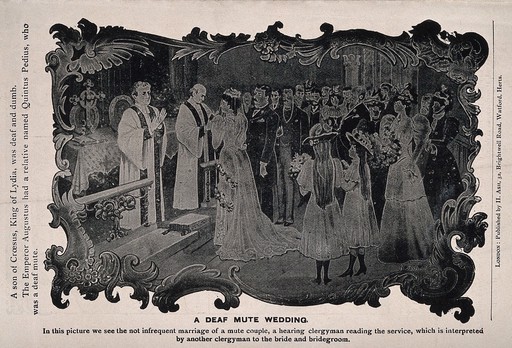 A son of Crœsus, King of Lydia, was deaf and dumb.
The Emperor Augustus had a relative named Quintus Pedius, who
was a deaf mute.
A DEAF MUTE WEDDING.
In this picture we see the not infrequent marriage of a mute couple, a hearing clergyman reading the service, which is interpreted
by another clergyman to the bride and bridegroom.
LONDON: Published by H. Ash, 32, Brightwell Road, Watford, Herts.